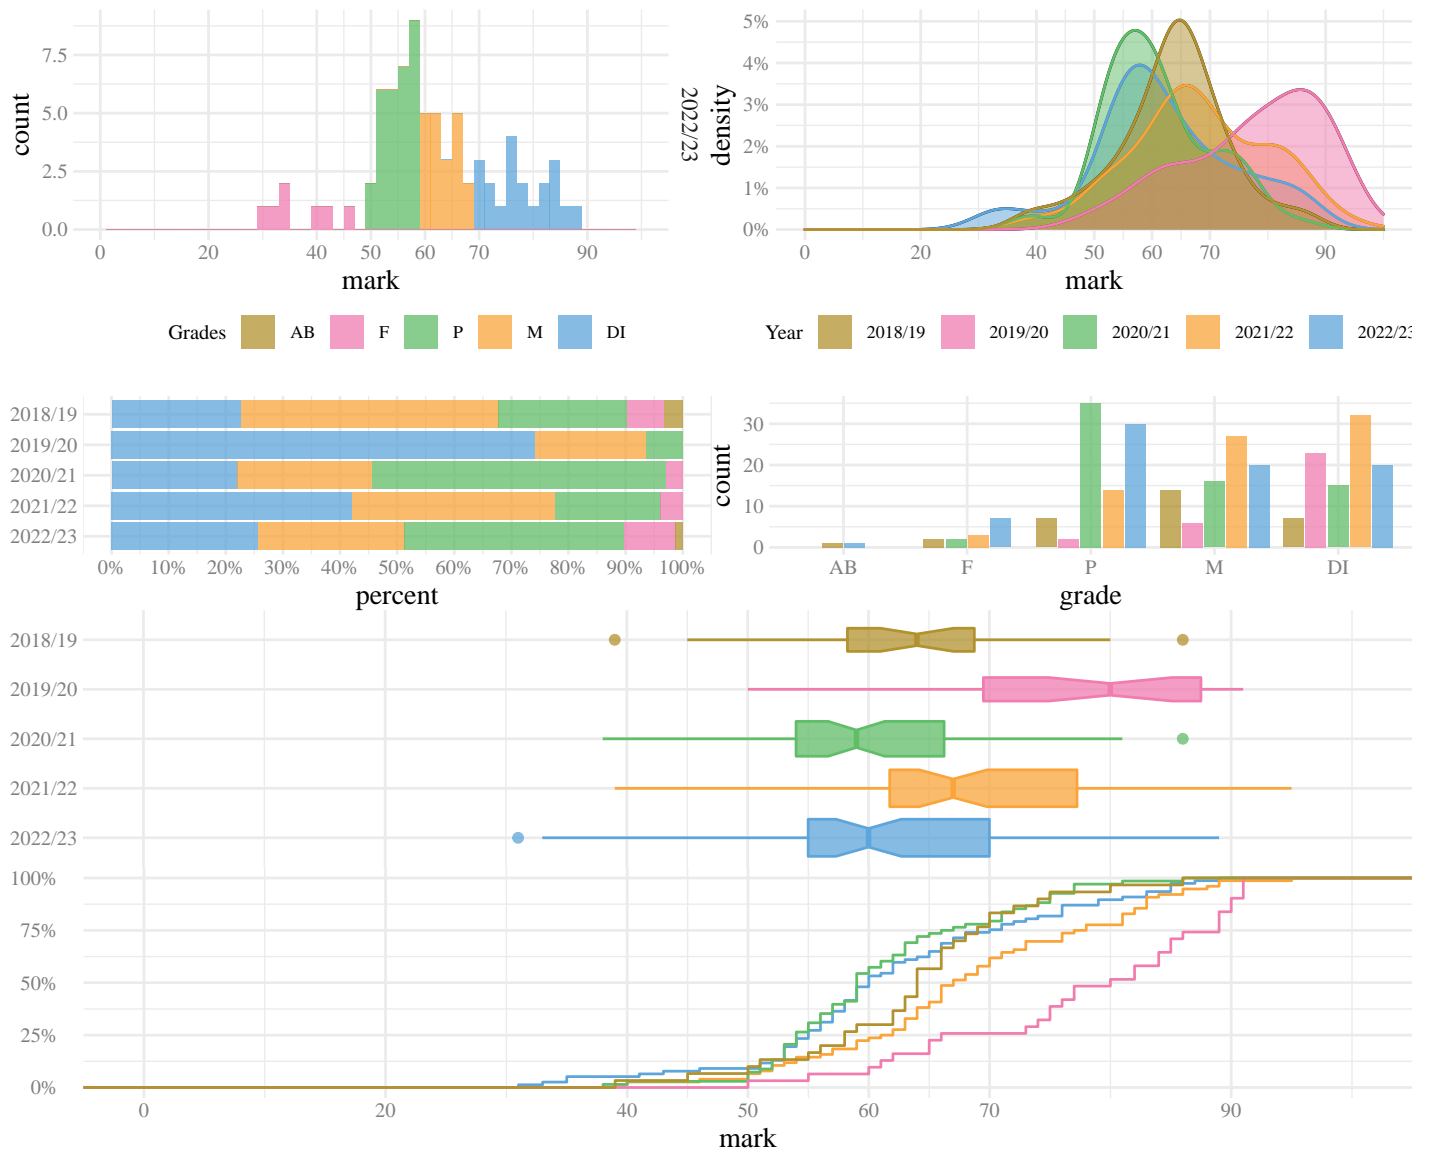 7.5
5.0
2.5
0.0
count
0 20 40 50 60 70 90
mark
2022/23
Grades AB F P M DI
5%
4%
3%
2%
1%
0%
density
0 20 40 50 60 70 90
mark
Year 2018/19 2019/20 2020/21 2021/22 2022/23
2018/19
2019/20
2020/21
2021/22
2022/23
0% 10% 20% 30% 40% 50% 60% 70% 80% 90% 100%
percent
30
20
10
0
count
AB F P M DI
grade
2018/19
2019/20
2020/21
2021/22
2022/23
100%
75%
50%
25%
0%
0 20 40 60 70 90
mark